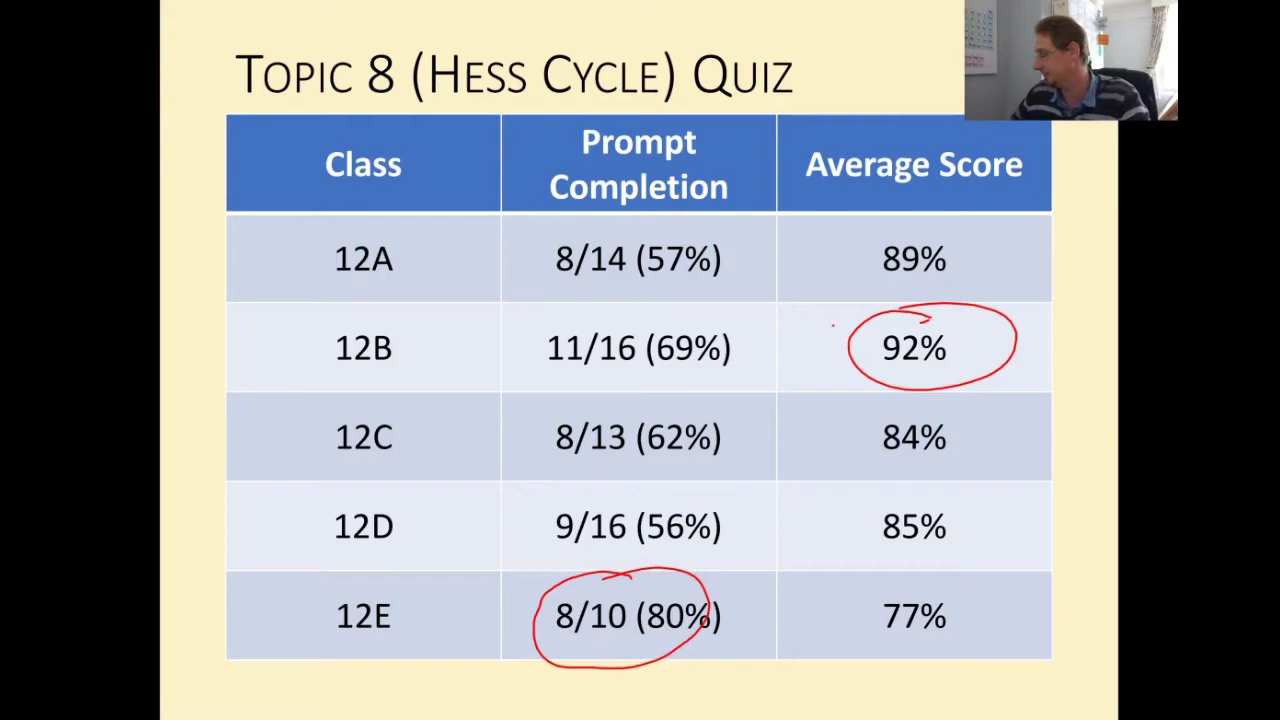 Topic 8 (Hess Cycle) Quiz
Class
Prompt
Completion
Average Score
12A
8/14 (57%)
89%
12B
11/16 (69%)
92%
12C
8/13 (62%)
84%
12D
9/16 (56%)
85%
12E
8/10 (80%)
77%